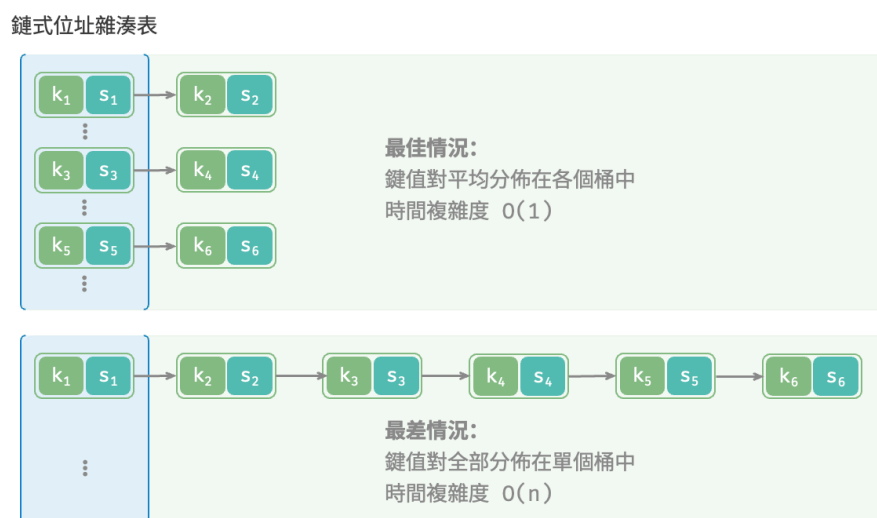 鏈式位址雜湊表
k₁ s₁ k₂ s₂
k₃ s₃ k₄ s₄
最佳情況：
鍵值對平均分佈在各個桶中
時間複雜度 O(1)
k₅ s₅ k₆ s₆
k₁ s₁ k₂ s₂ k₃ s₃ k₄ s₄ k₅ s₅ k₆ s₆
最差情況：
鍵值對全部分佈在單個桶中
時間複雜度 O(n)